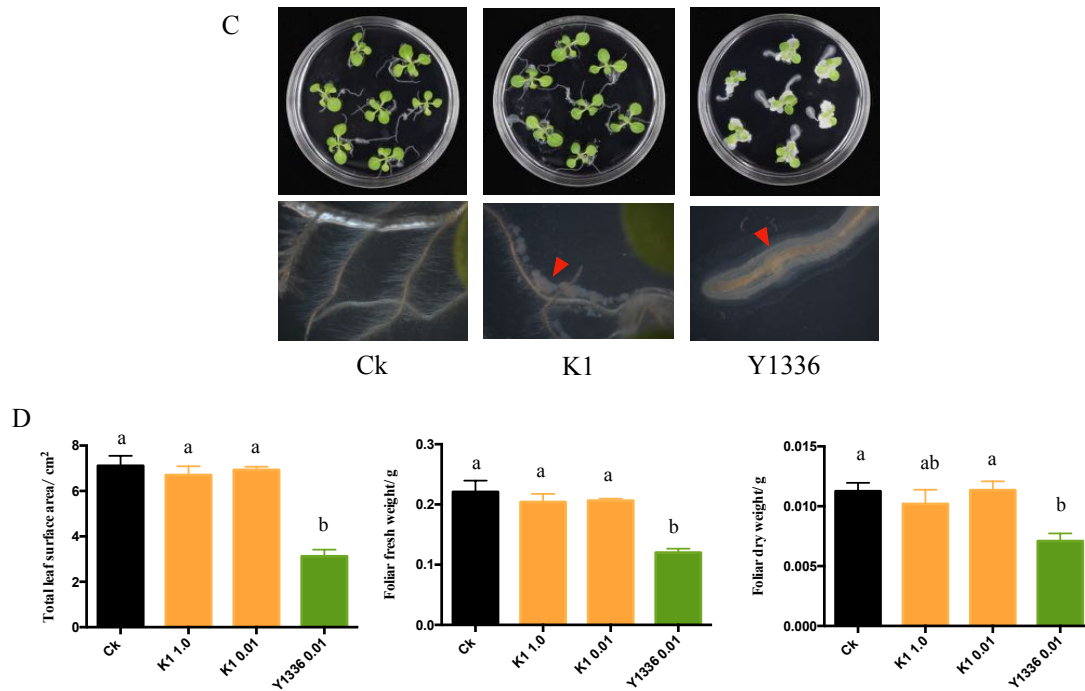 C
Ck K1 Y1336
D
Total leaf surface area/ cm²
8
6
4
2
0
a a a b
Ck K1 1.0 K1 0.01 Y1336 0.01
Foliar fresh weight/ g
0.3
0.2
0.1
0.0
a a a b
Ck K1 1.0 K1 0.01 Y1336 0.01
Foliar dry weight/ g
0.015
0.010
0.005
0.000
a ab a b
Ck K1 1.0 K1 0.01 Y1336 0.01